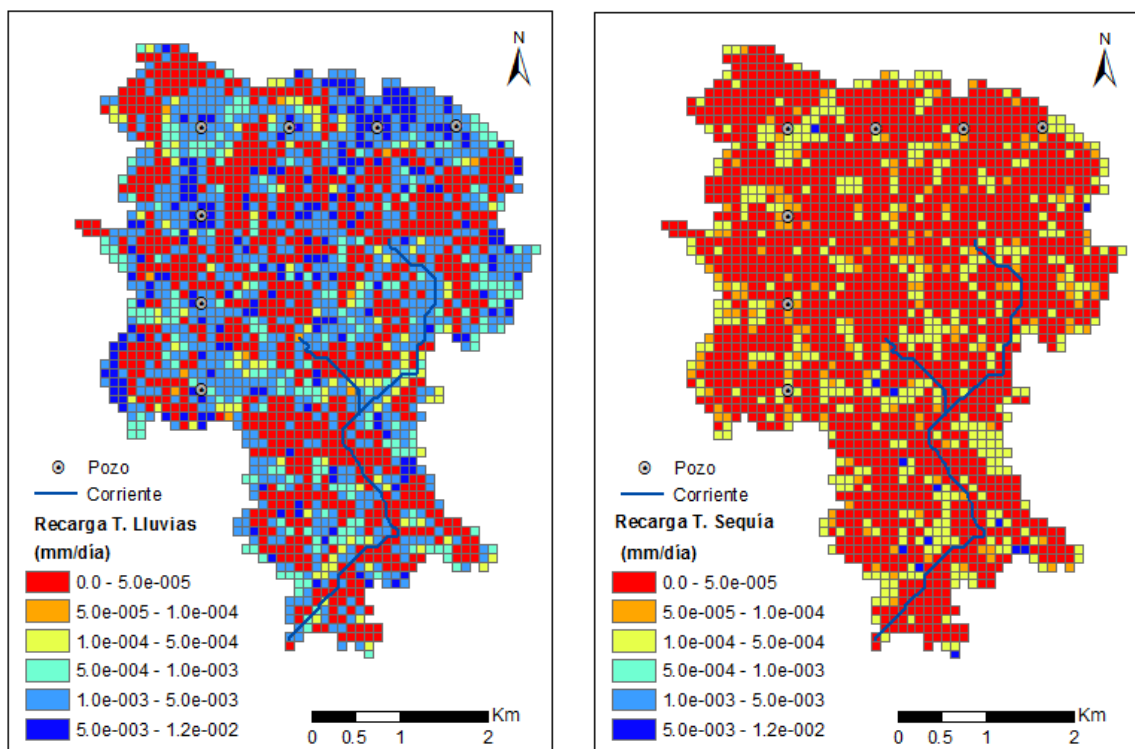 N
Pozo
Corriente
Recarga T. Lluvias
(mm/día)
0.0 - 5.0e-005
5.0e-005 - 1.0e-004
1.0e-004 - 5.0e-004
5.0e-004 - 1.0e-003
1.0e-003 - 5.0e-003
5.0e-003 - 1.2e-002
Km
0 0.5 1 2
N
Pozo
Corriente
Recarga T. Sequía
(mm/día)
0.0 - 5.0e-005
5.0e-005 - 1.0e-004
1.0e-004 - 5.0e-004
5.0e-004 - 1.0e-003
1.0e-003 - 5.0e-003
5.0e-003 - 1.2e-002
Km
0 0.5 1 2